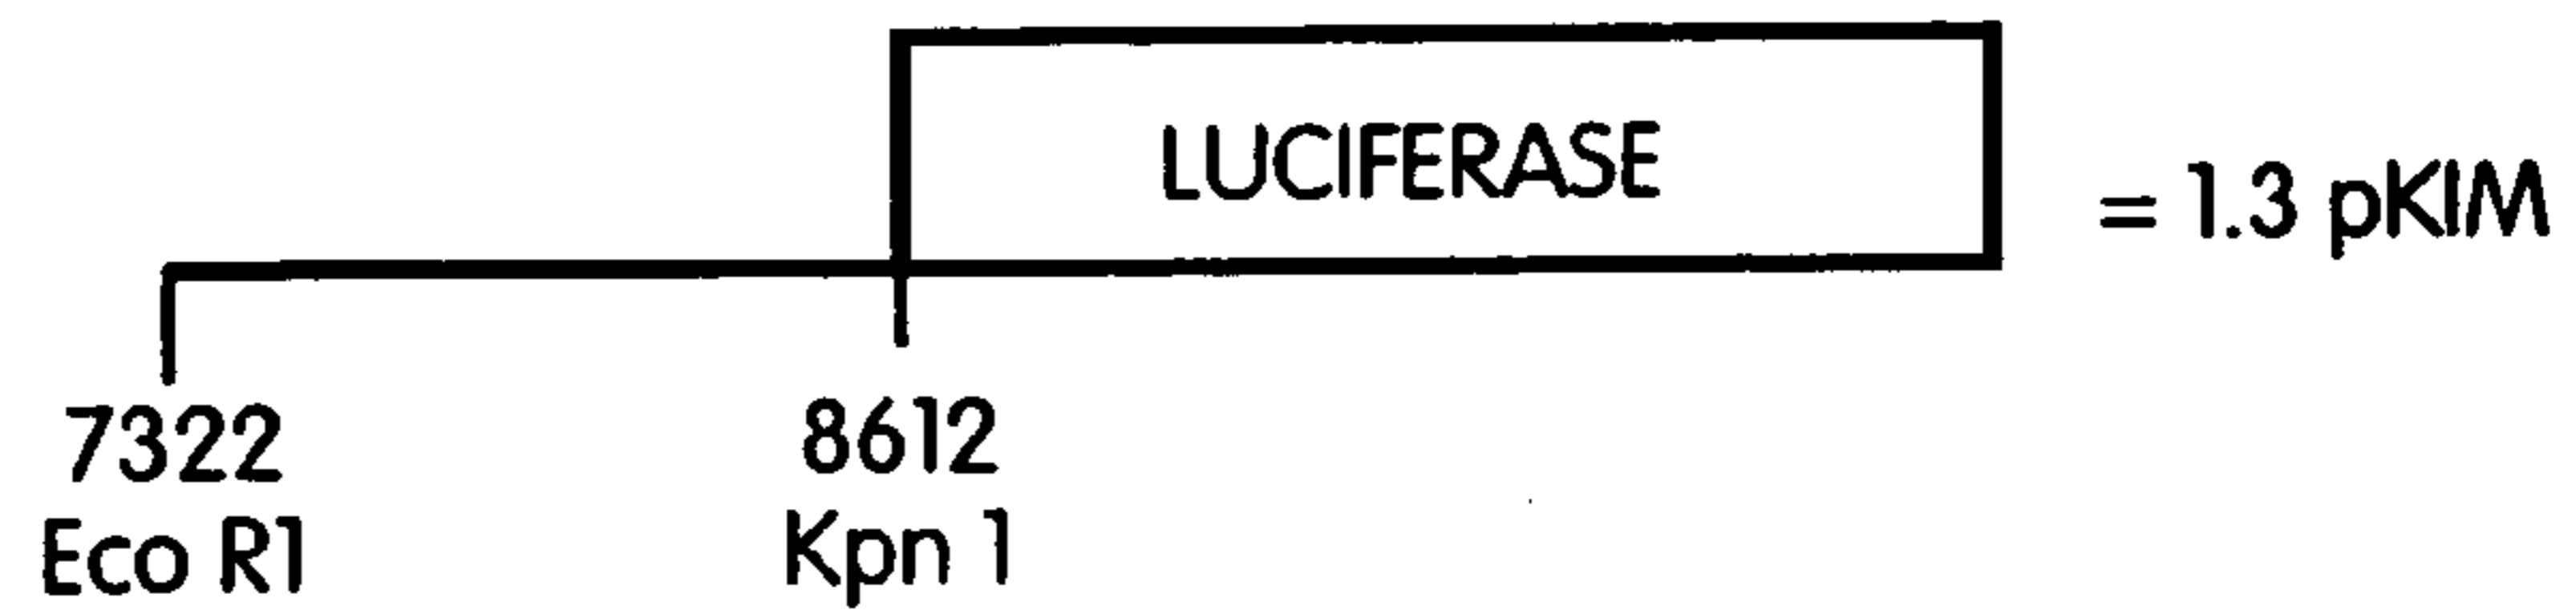 LUCIFERASE
= 1.3 pKIM
7322
Eco R1
8612
Kpn 1